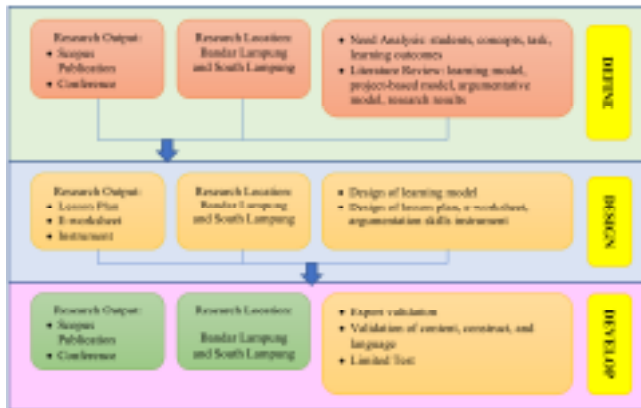 Research Output:
• Scopus
Publication
• Conference
Research Location:
Bandar Lampung
and South Lampung
• Need Analysis: students, concepts, task,
learning outcomes
• Literature Review: learning model,
project-based model, argumentative
model, research results
DEFINE
Research Output:
• Lesson Plan
• E-worksheet
• Instrument
Research Location:
Bandar Lampung
and South Lampung
• Design of learning model
• Design of lesson plan, e-worksheet,
argumentation skills instrument
DESIGN
Research Output:
• Scopus
Publication
• Conference
Research Location:
Bandar Lampung
and South Lampung
• Expert validation
• Validation of content, construct, and
language
• Limited Test
DEVELOP